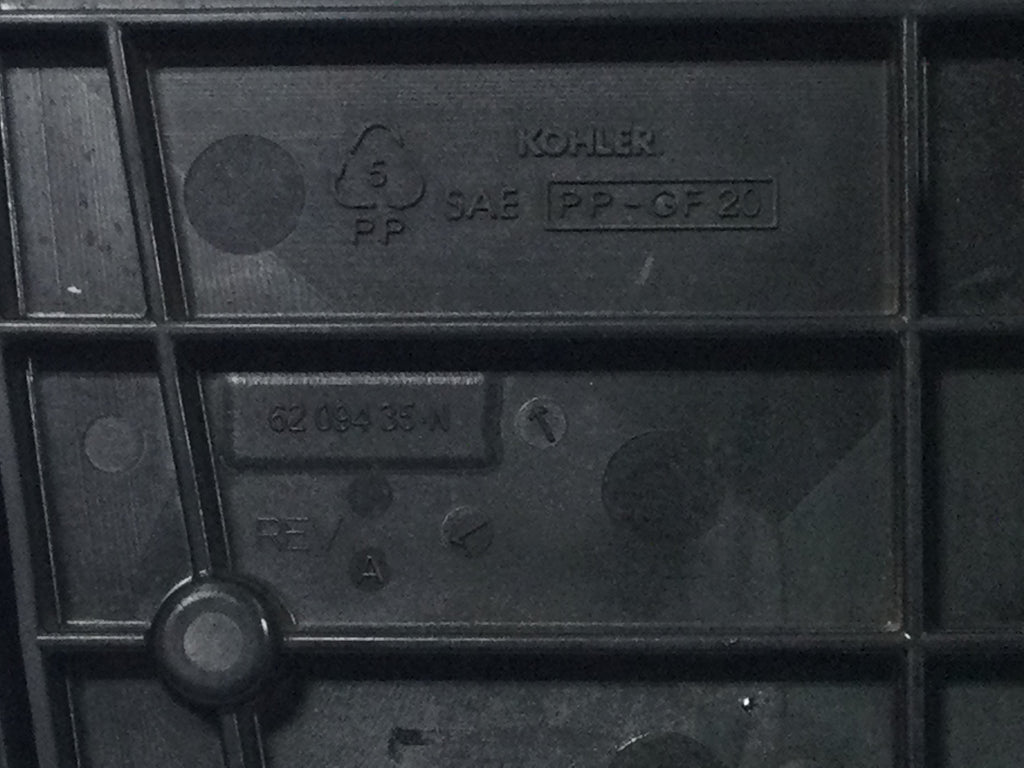 KOHLER
5
PP
SAE PP-GF 20
62 094 35-N
REV
A